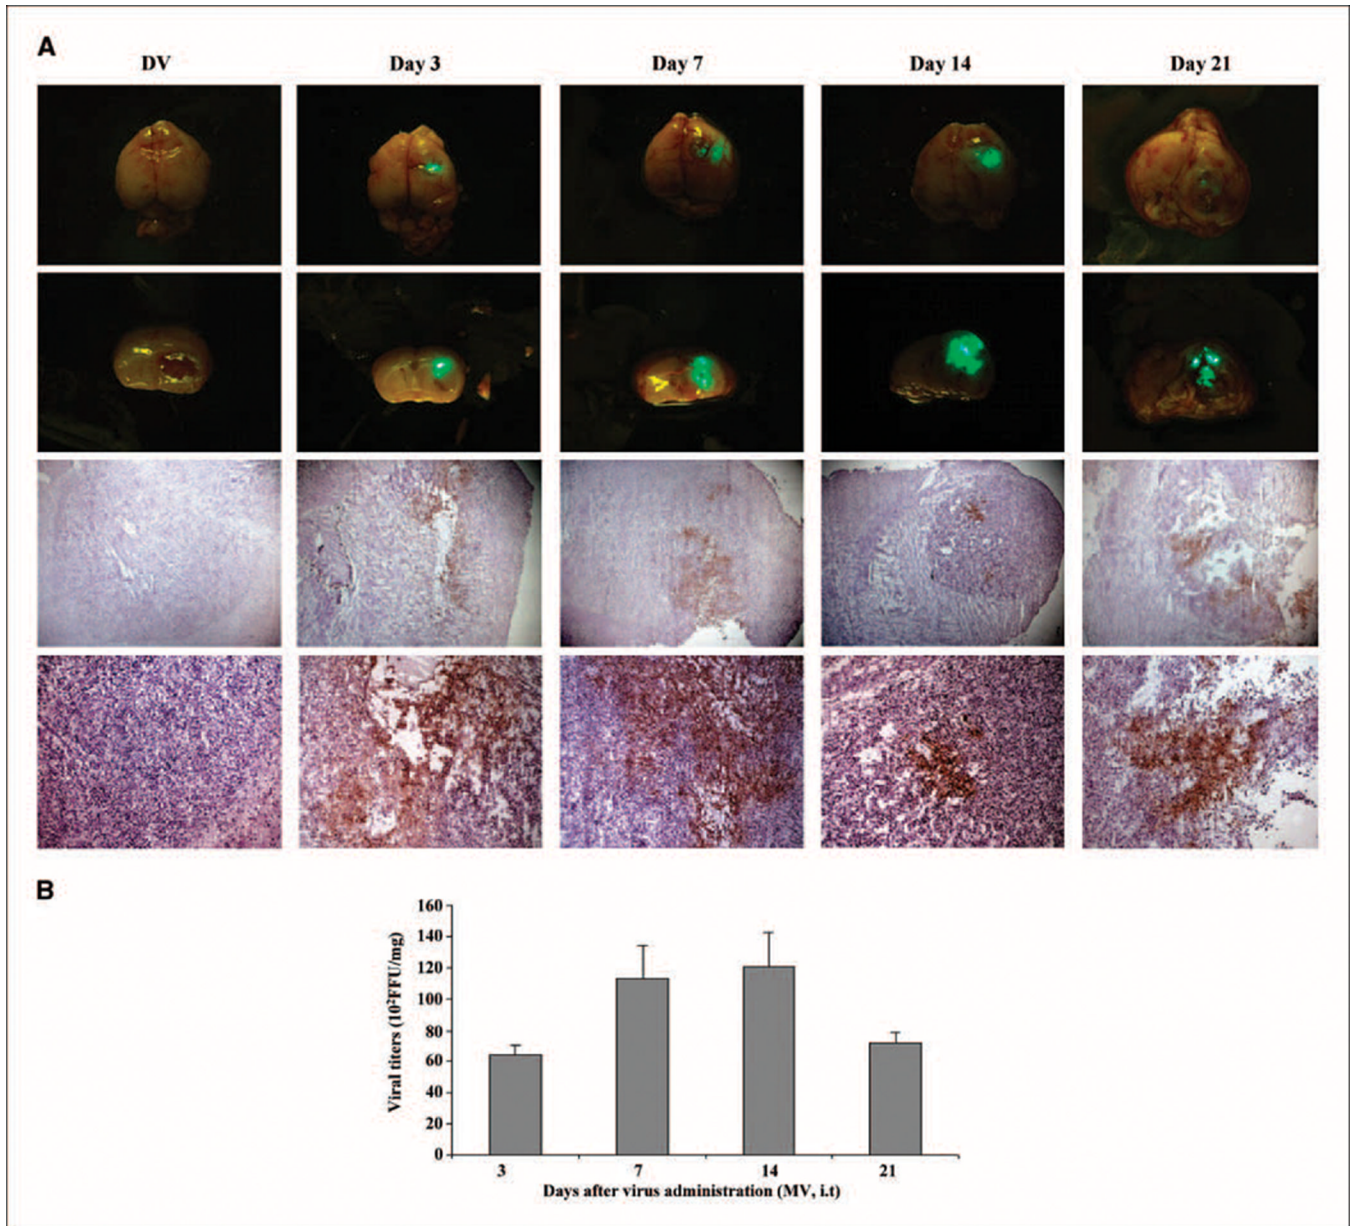 A
DV Day 3 Day 7 Day 14 Day 21
B
Viral titers (10²FFU/mg)
160
140
120
100
80
60
40
20
0
3 7 14 21
Days after virus administration (MV, i.t)